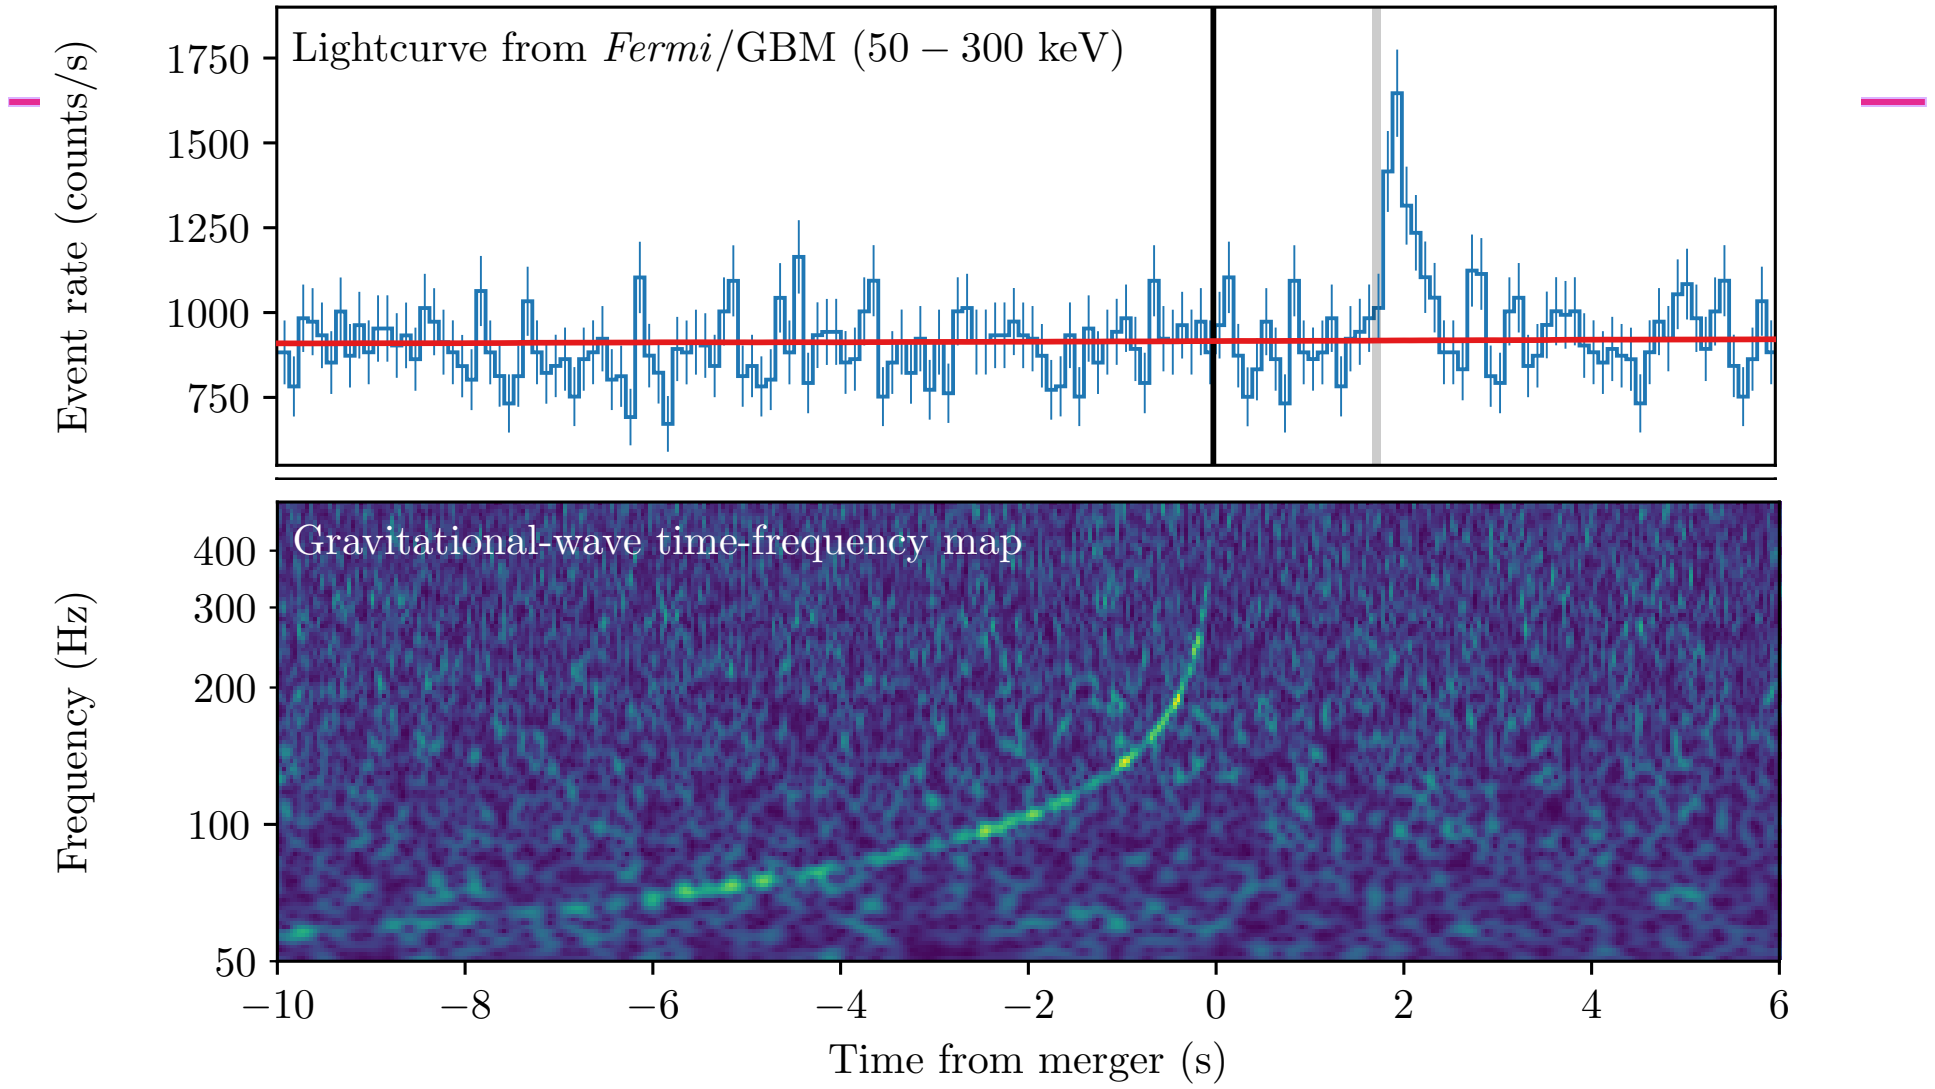 Lightcurve from Fermi/GBM (50 − 300 keV)
Event rate (counts/s)
1750
1500
1250
1000
750
Gravitational-wave time-frequency map
Frequency (Hz)
400
300
200
100
50
−10 −8 −6 −4 −2 0 2 4 6
Time from merger (s)